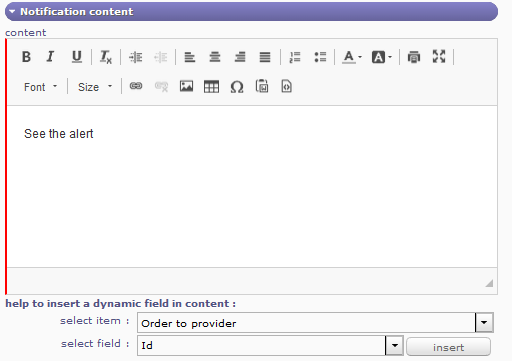 Notification content
content
B I U Tx A A
Font Size Ω
See the alert
help to insert a dynamic field in content :
select item : Order to provider
select field : Id insert